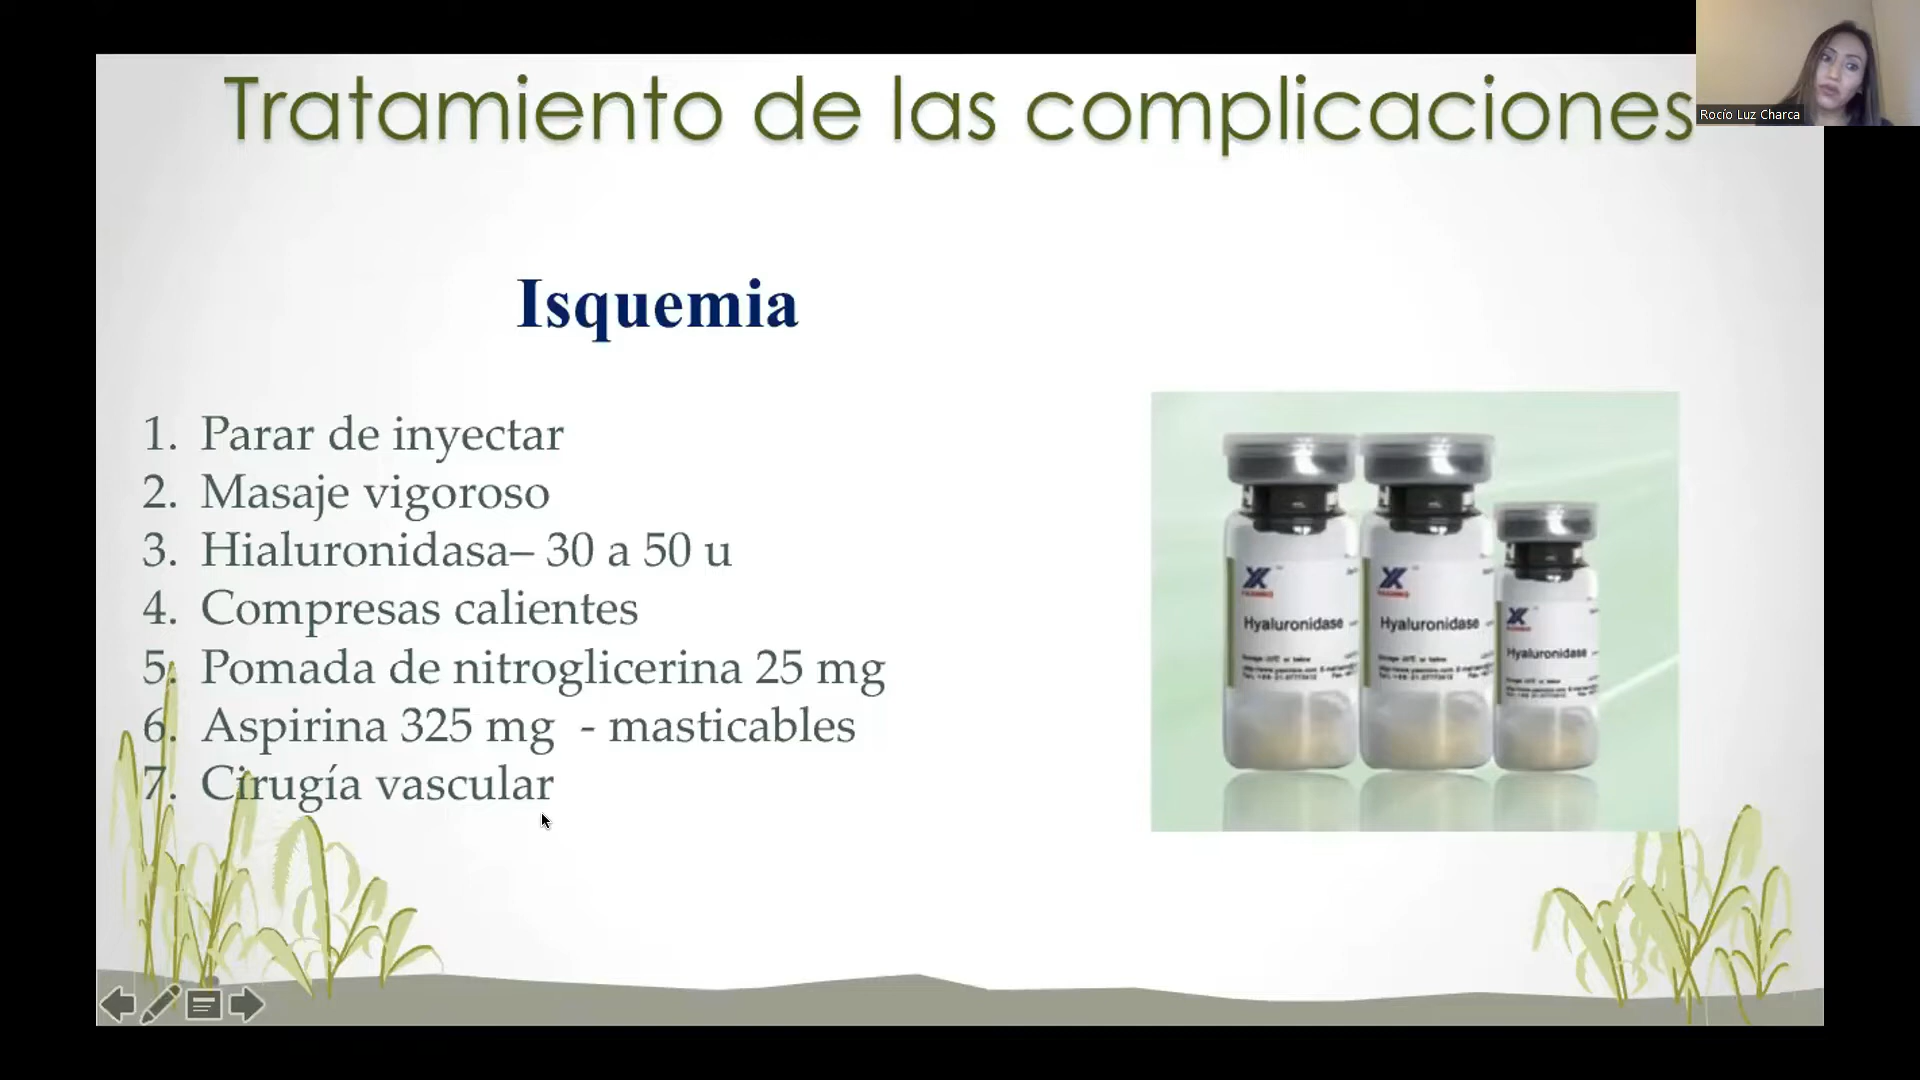 Tratamiento de las complicaciones
Rocío Luz Charca
Isquemia
1. Parar de inyectar
2. Masaje vigoroso
3. Hialuronidasa– 30 a 50 u
4. Compresas calientes
5. Pomada de nitroglicerina 25 mg
6. Aspirina 325 mg - masticables
7. Cirugía vascular
Hyaluronidase
Hyaluronidase
Hyaluronidase